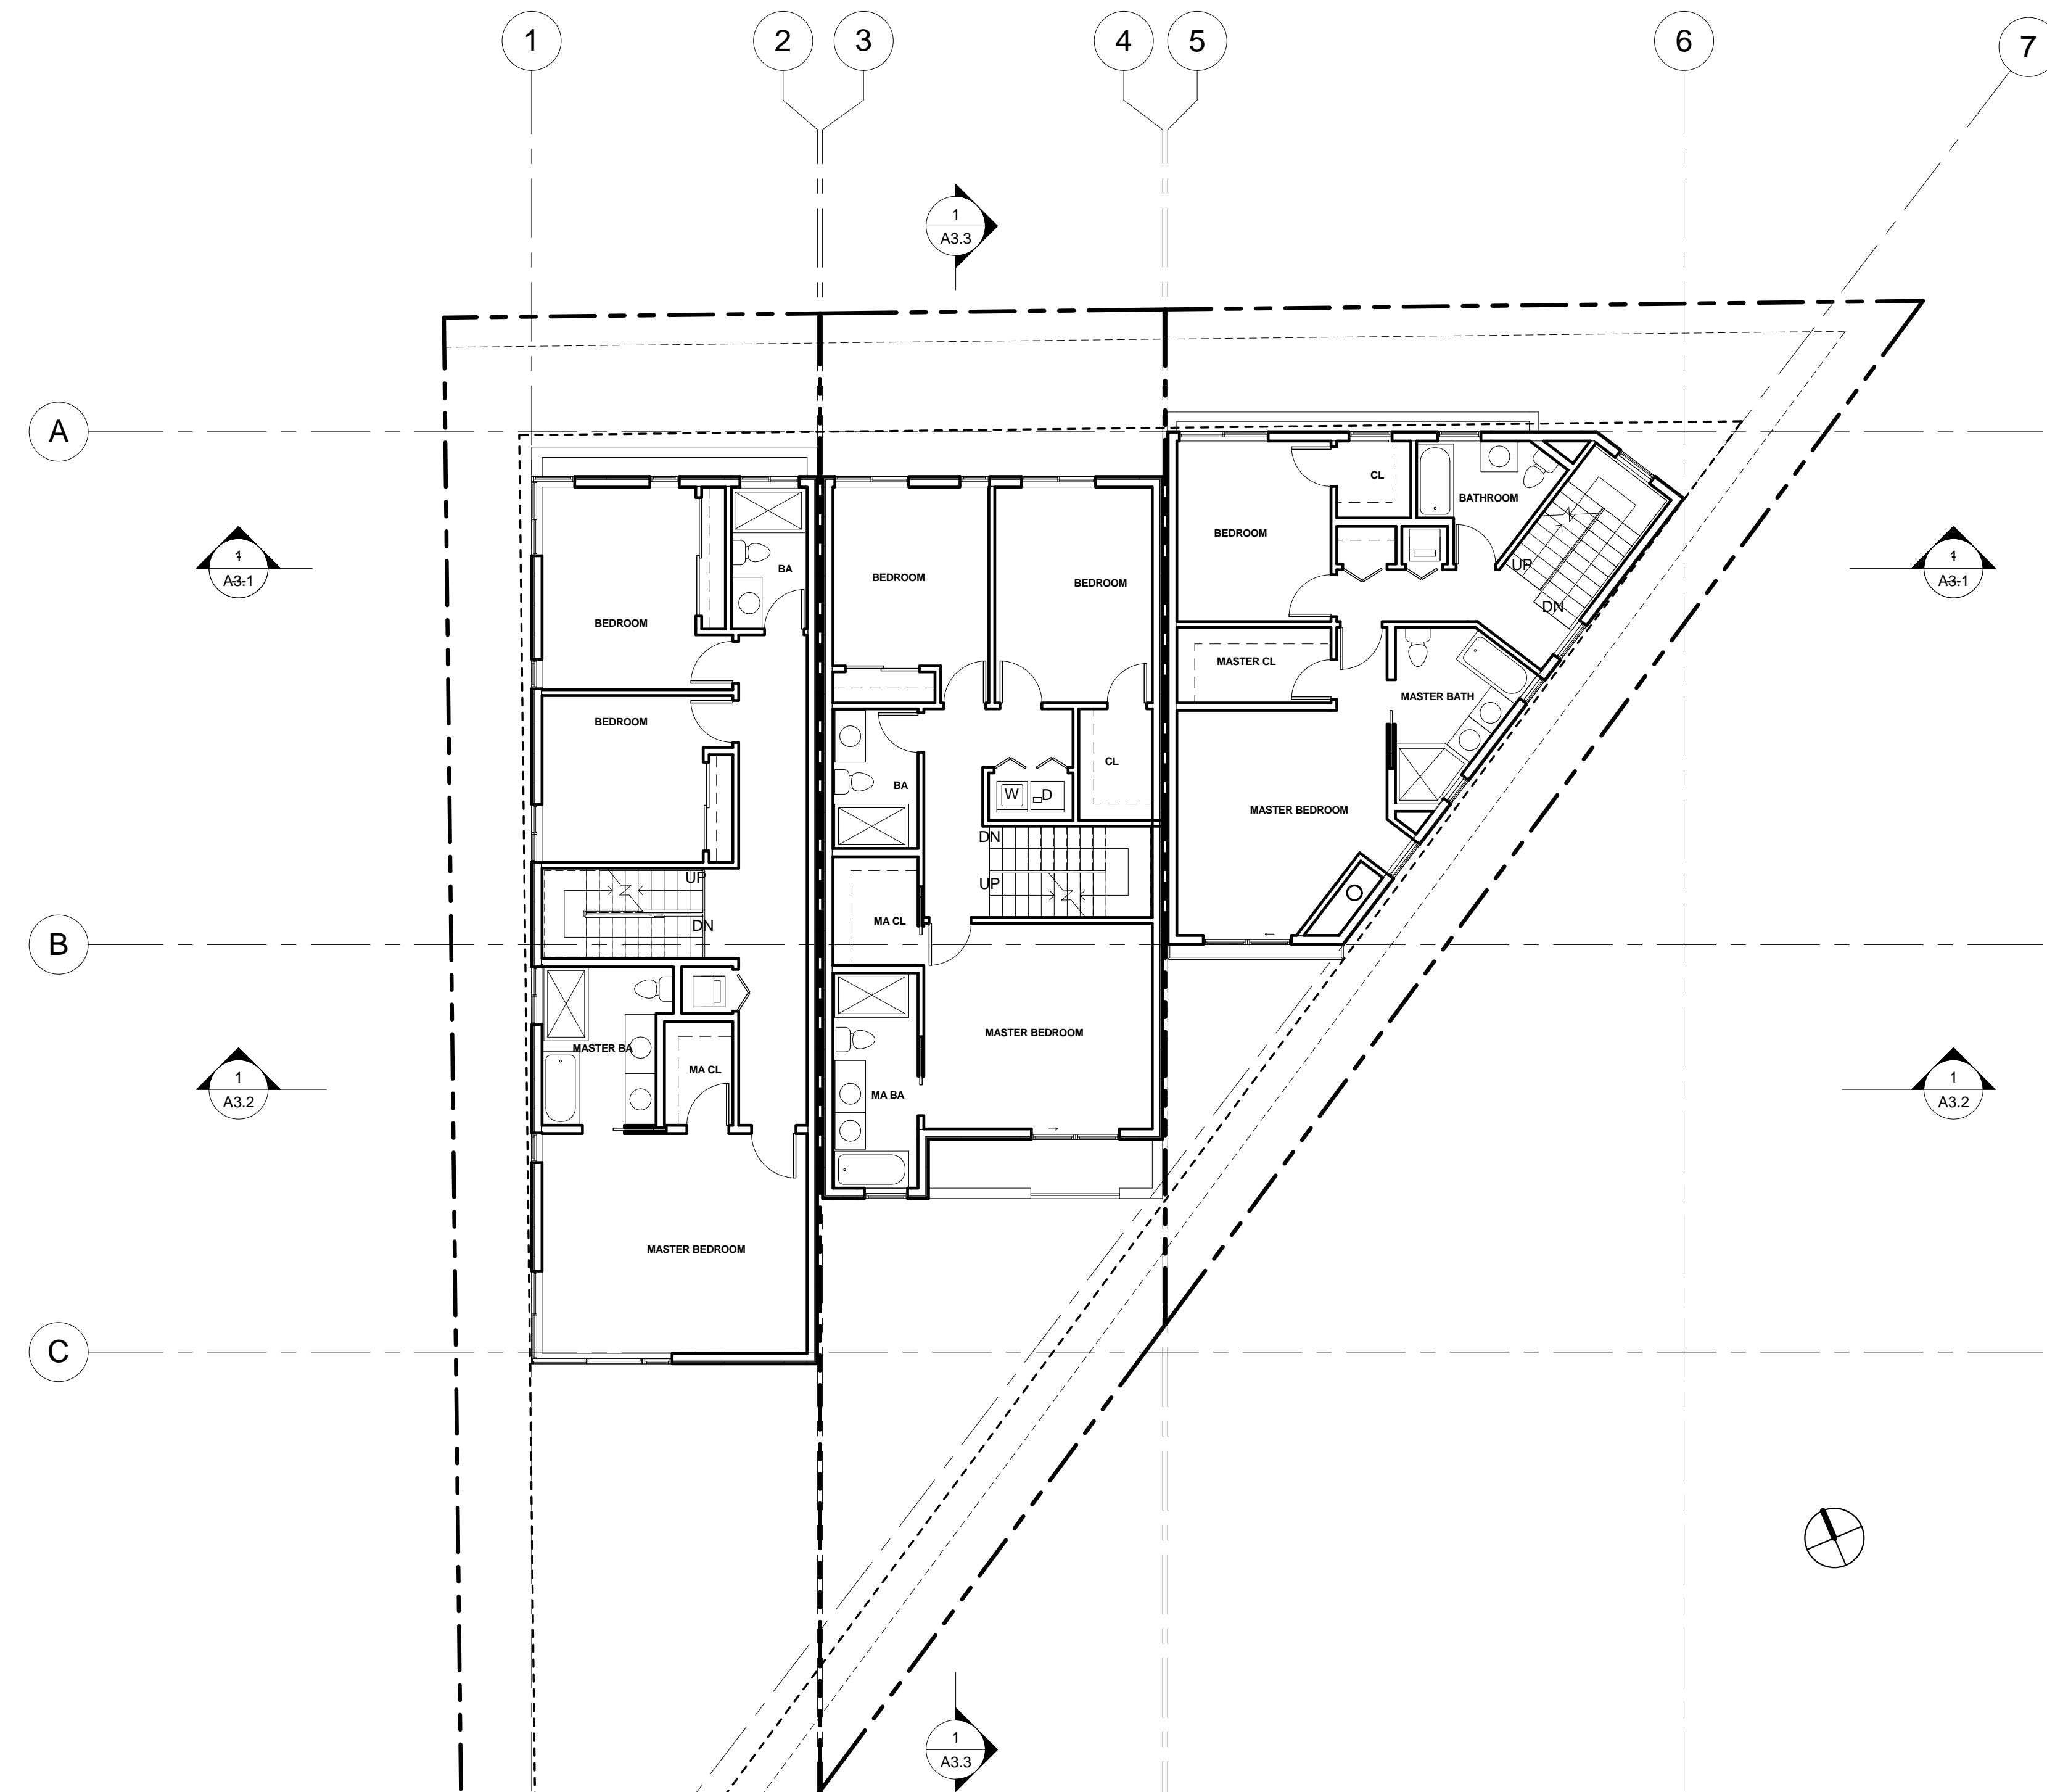 1
2
3
4
5
6
7
1
A3.3
A
CL
BATHROOM
BEDROOM
UP
DN
1
A3.1
1
A3.1
BA
BEDROOM
BEDROOM
BEDROOM
MASTER CL
MASTER BATH
BEDROOM
CL
BA
W
D
MASTER BEDROOM
DN
UP
UP
DN
MA CL
B
MASTER BEDROOM
MASTER BA
MA CL
MA BA
1
A3.2
1
A3.2
MASTER BEDROOM
C
1
A3.3